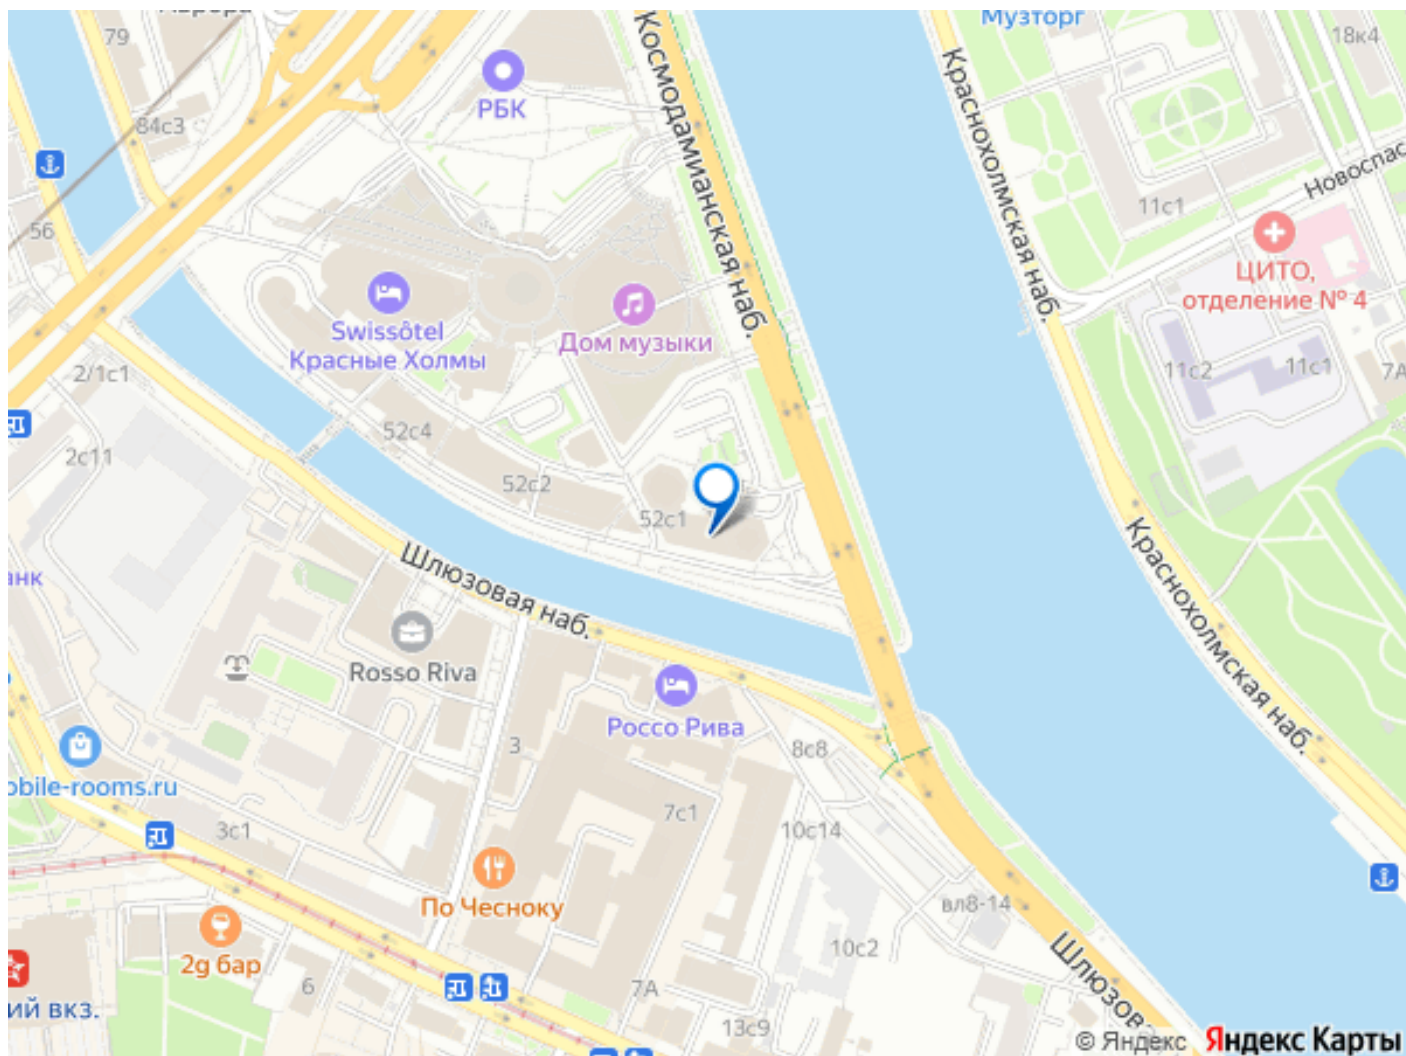 79
Музторг
18к4
РБК
84с3
Космодамианская наб.
Краснохолмская наб.
Новоспас
56
11с1
ЦИТО,
отделение № 4
Swissôtel
Красные Холмы
Дом музыки
2/1с1
11с2
11с1
7А
52с4
2с11
52с2
52с1
Краснохолмская наб.
Шлюзовая наб.
анк
Rosso Riva
Россо Рива
3
8с8
obile-rooms.ru
3с1
7с1
10с14
По Чесноку
вл8-14
10с2
2g бар
6
7А
ий вкз.
13с9
Шлюзова
© Яндекс Яндекс Карты